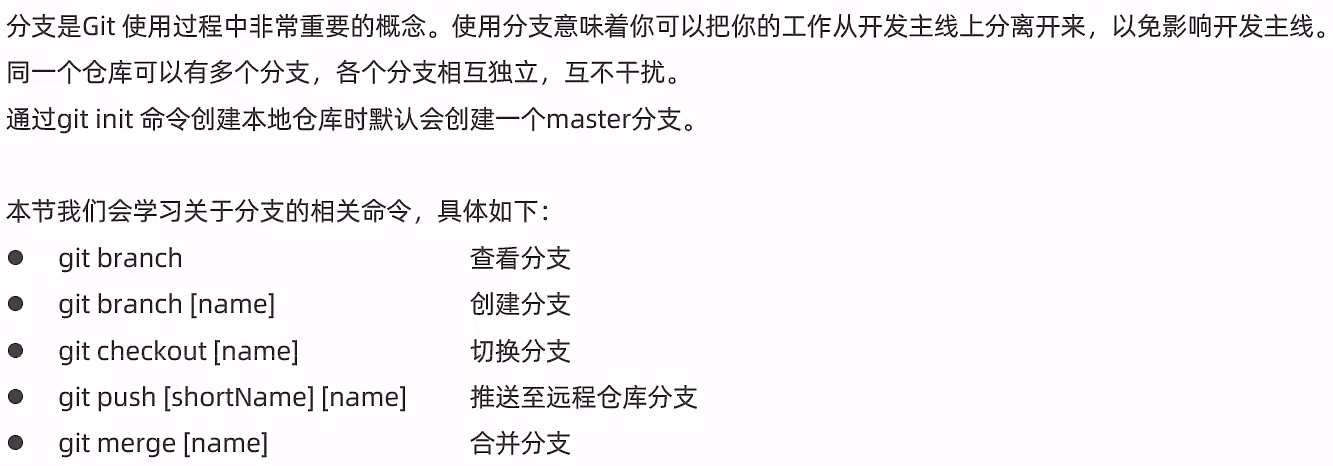 分支是Git 使用过程中非常重要的概念。使用分支意味着你可以把你的工作从开发主线上分离开来，以免影响开发主线。
同一个仓库可以有多个分支，各个分支相互独立，互不干扰。
通过git init 命令创建本地仓库时默认会创建一个master分支。
本节我们会学习关于分支的相关命令，具体如下：
● git branch 查看分支
● git branch [name] 创建分支
● git checkout [name] 切换分支
● git push [shortName] [name] 推送至远程仓库分支
● git merge [name] 合并分支